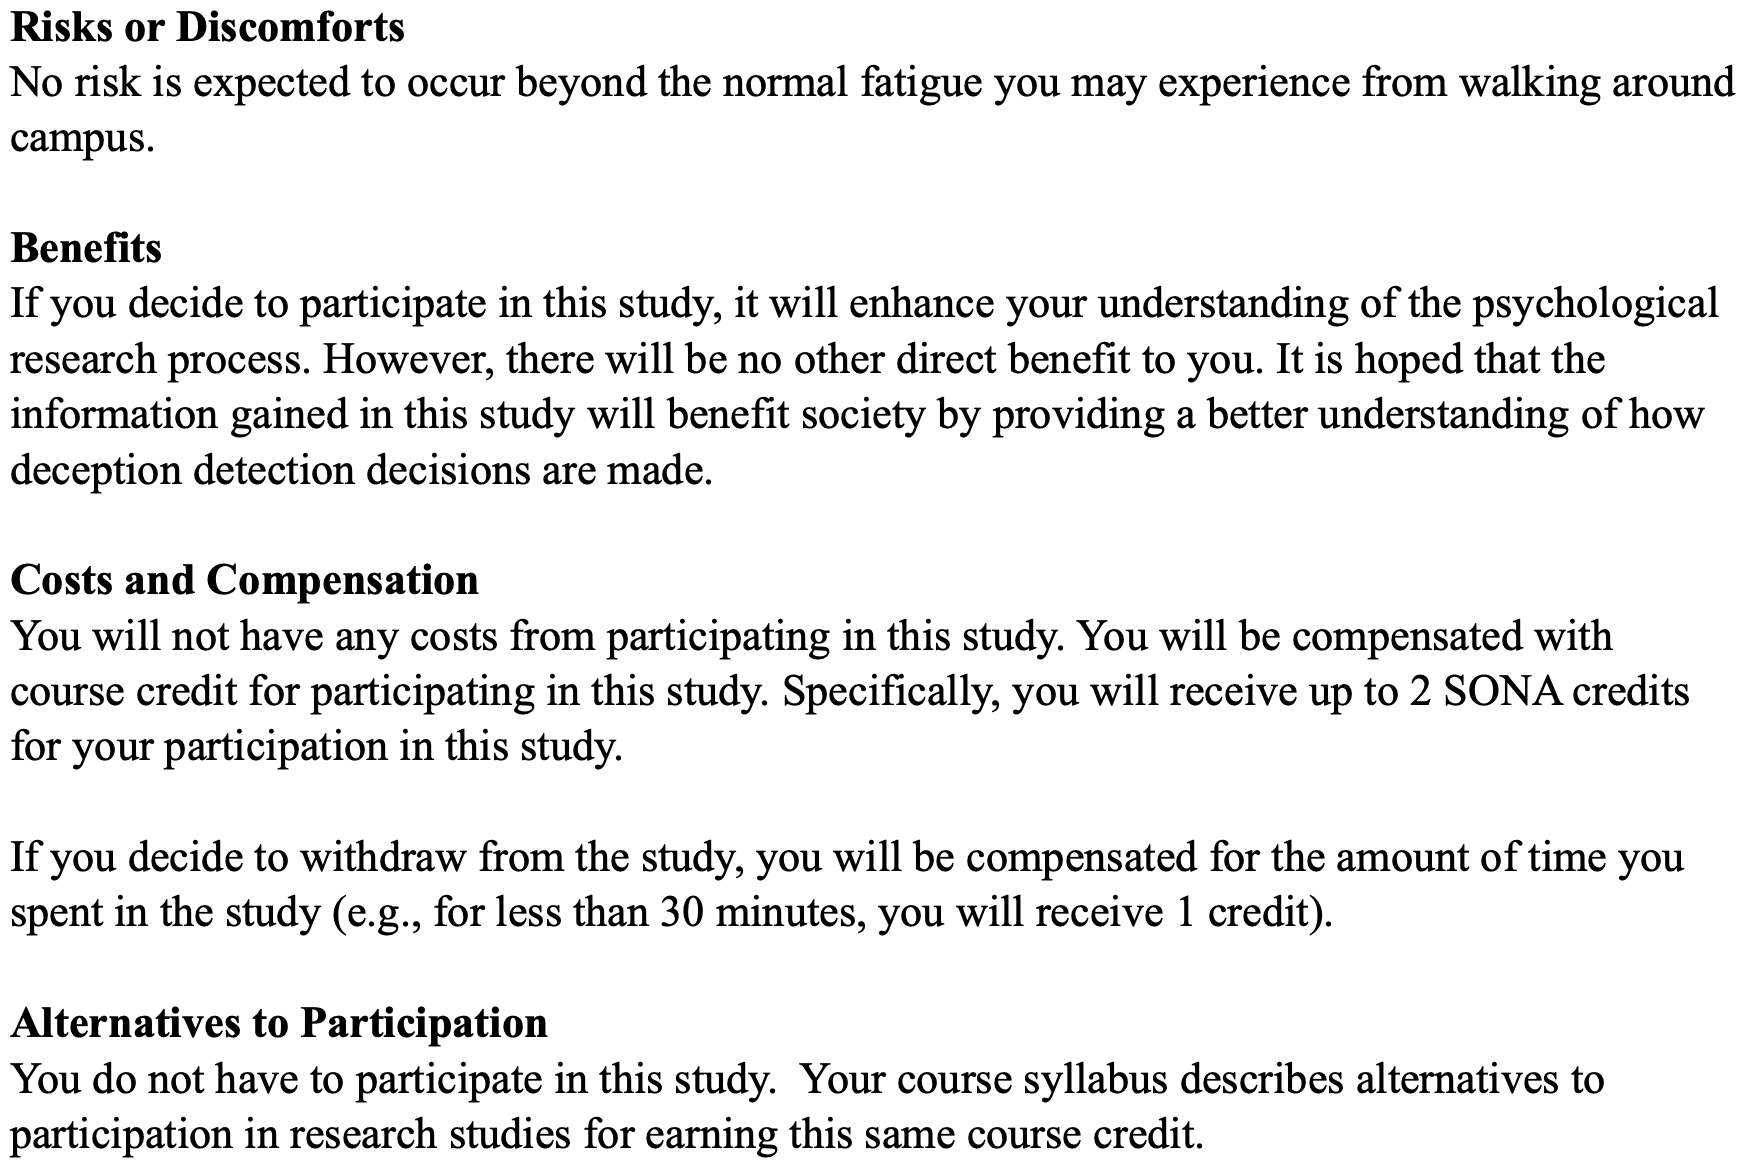 Risks or Discomforts
No risk is expected to occur beyond the normal fatigue you may experience from walking around
campus.
Benefits
If you decide to participate in this study, it will enhance your understanding of the psychological
research process. However, there will be no other direct benefit to you. It is hoped that the
information gained in this study will benefit society by providing a better understanding of how
deception detection decisions are made.
Costs and Compensation
You will not have any costs from participating in this study. You will be compensated with
course credit for participating in this study. Specifically, you will receive up to 2 SONA credits
for your participation in this study.
If you decide to withdraw from the study, you will be compensated for the amount of time you
spent in the study (e.g., for less than 30 minutes, you will receive 1 credit).
Alternatives to Participation
You do not have to participate in this study.  Your course syllabus describes alternatives to
participation in research studies for earning this same course credit.